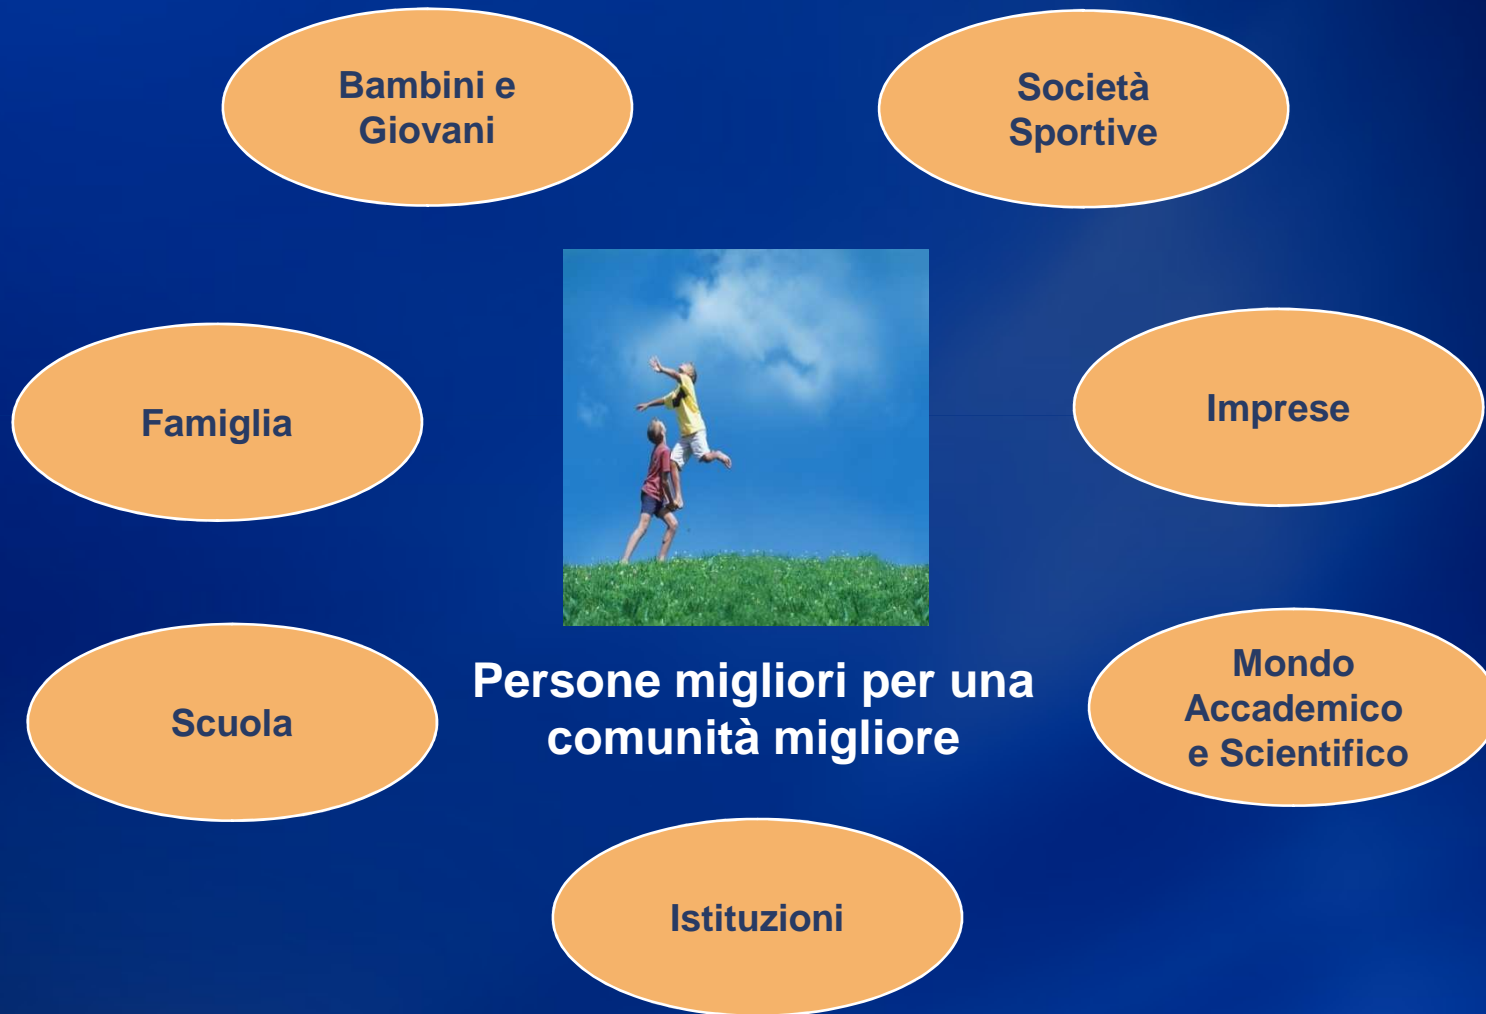 Bambini e
Giovani
Società
Sportive
Famiglia
Imprese
Scuola
Persone migliori per una
comunità migliore
Mondo
Accademico
e Scientifico
Istituzioni